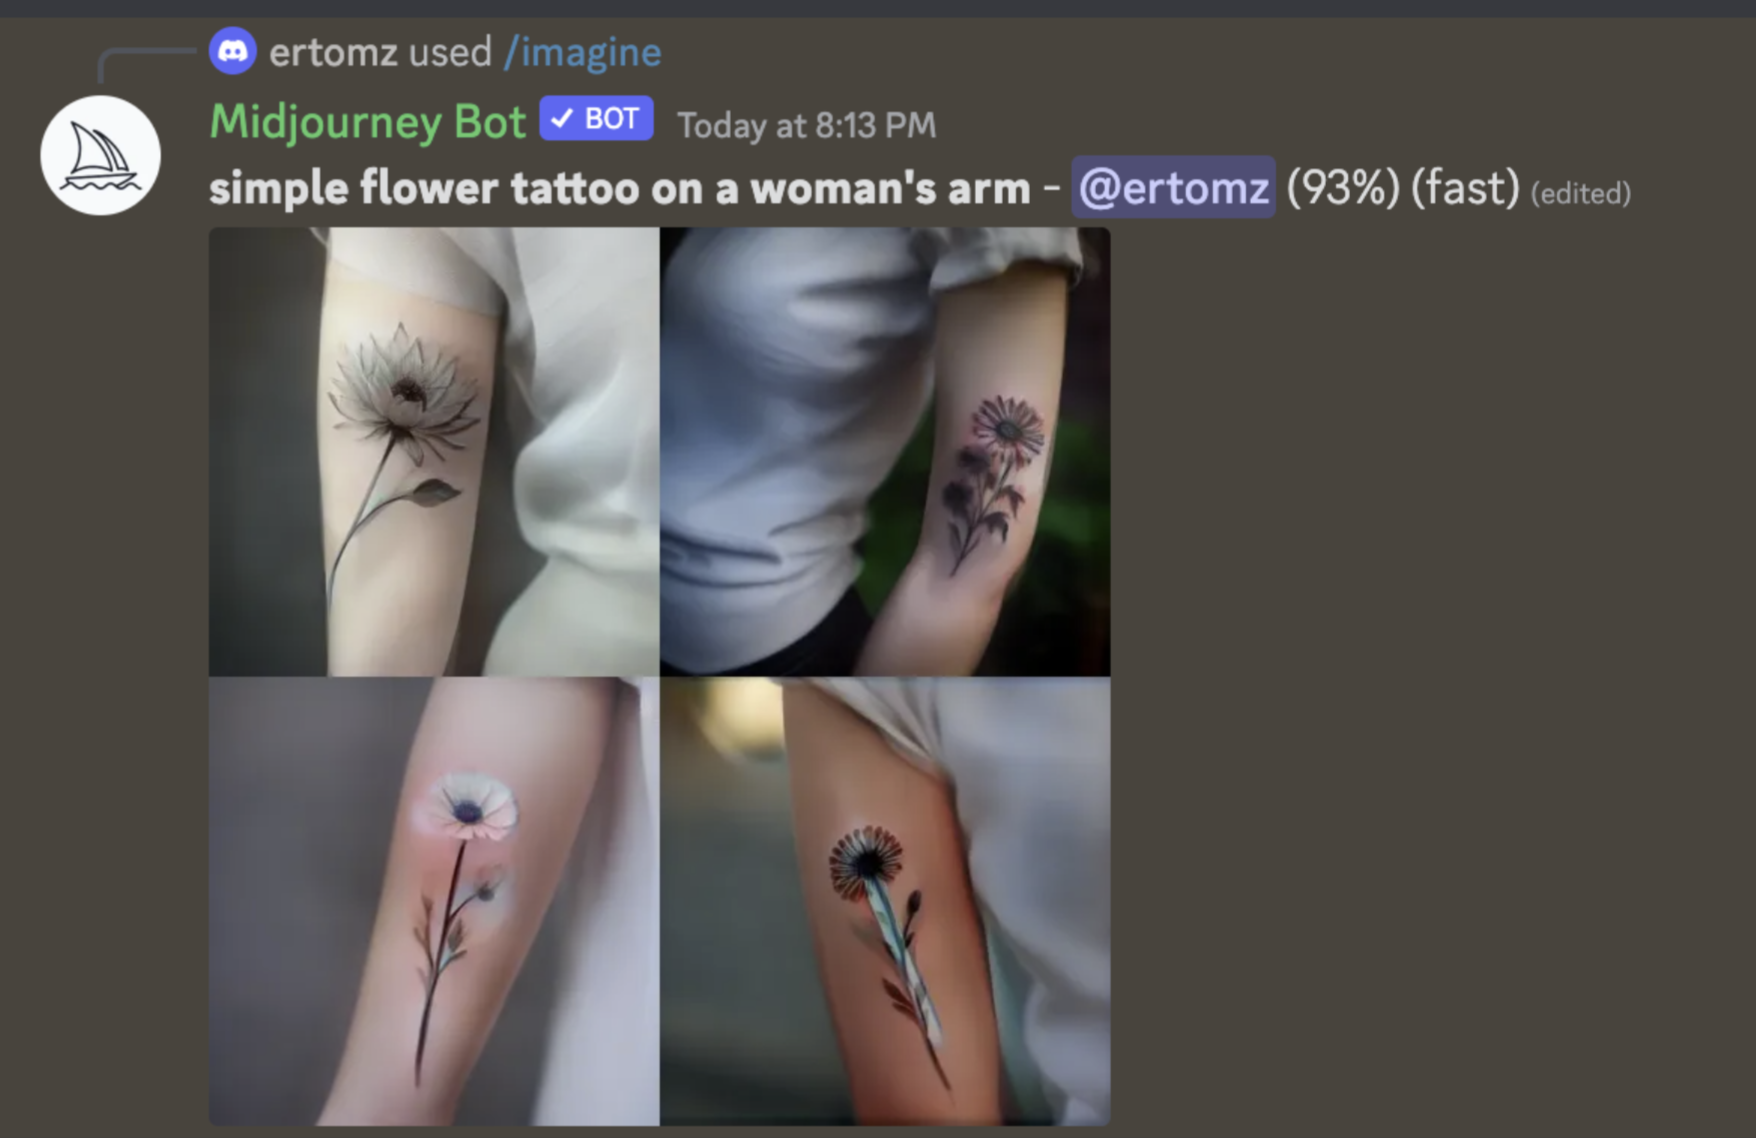 ertomz used /imagine
Midjourney Bot ✓ BOT Today at 8:13 PM
simple flower tattoo on a woman's arm - @ertomz (93%) (fast) (edited)